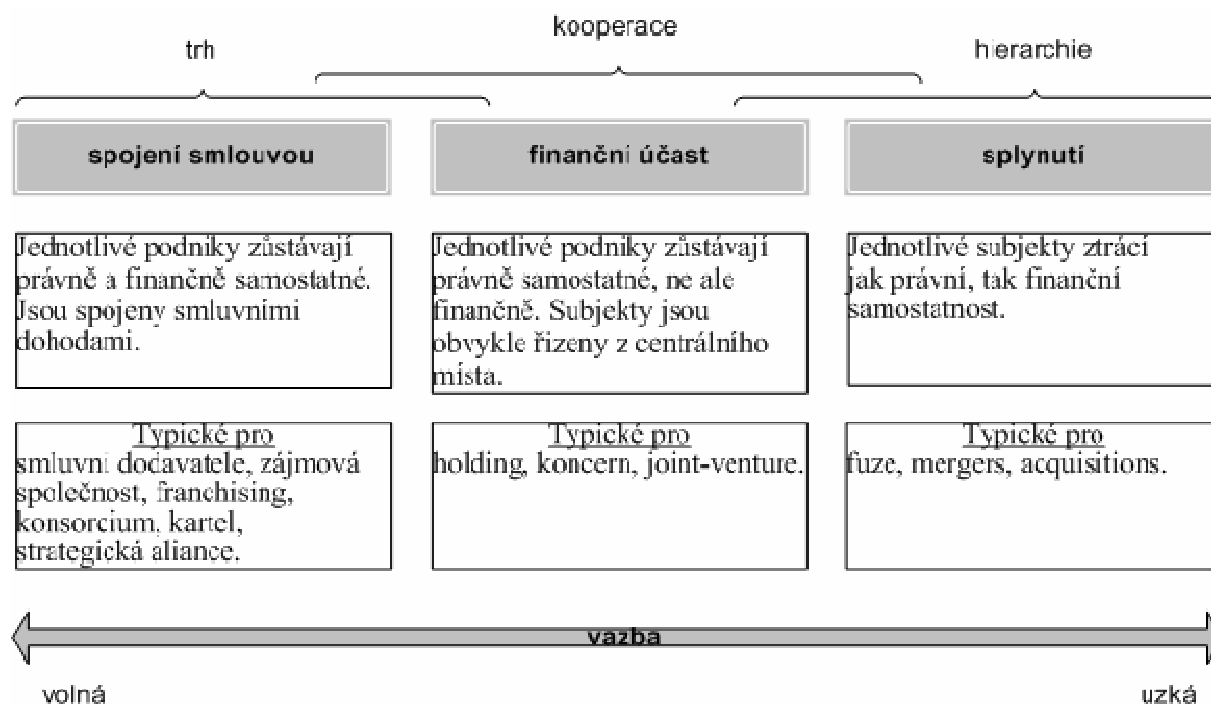 kooperace
trh
hierarchie
spojení smlouvou
finanční účast
splynutí
Jednotlivé podniky zůstávají
právně a finančně samostatné.
Jsou spojeny smluvními
dohodami.
Jednotlivé podniky zůstávají
právně samostatné, ne ale
finančně. Subjekty jsou
obvykle řízeny z centrálního
místa.
Jednotlivé subjekty ztrácí
jak právní, tak finanční
samostatnost.
Typické pro
smluvní dodavatele, zájmová
společnost, franchising,
konsorcium, kartel,
strategická aliance.
Typické pro
holding, koncern, joint-venture.
Typické pro
fuze, mergers, acquisitions.
vazba
volná
uzká